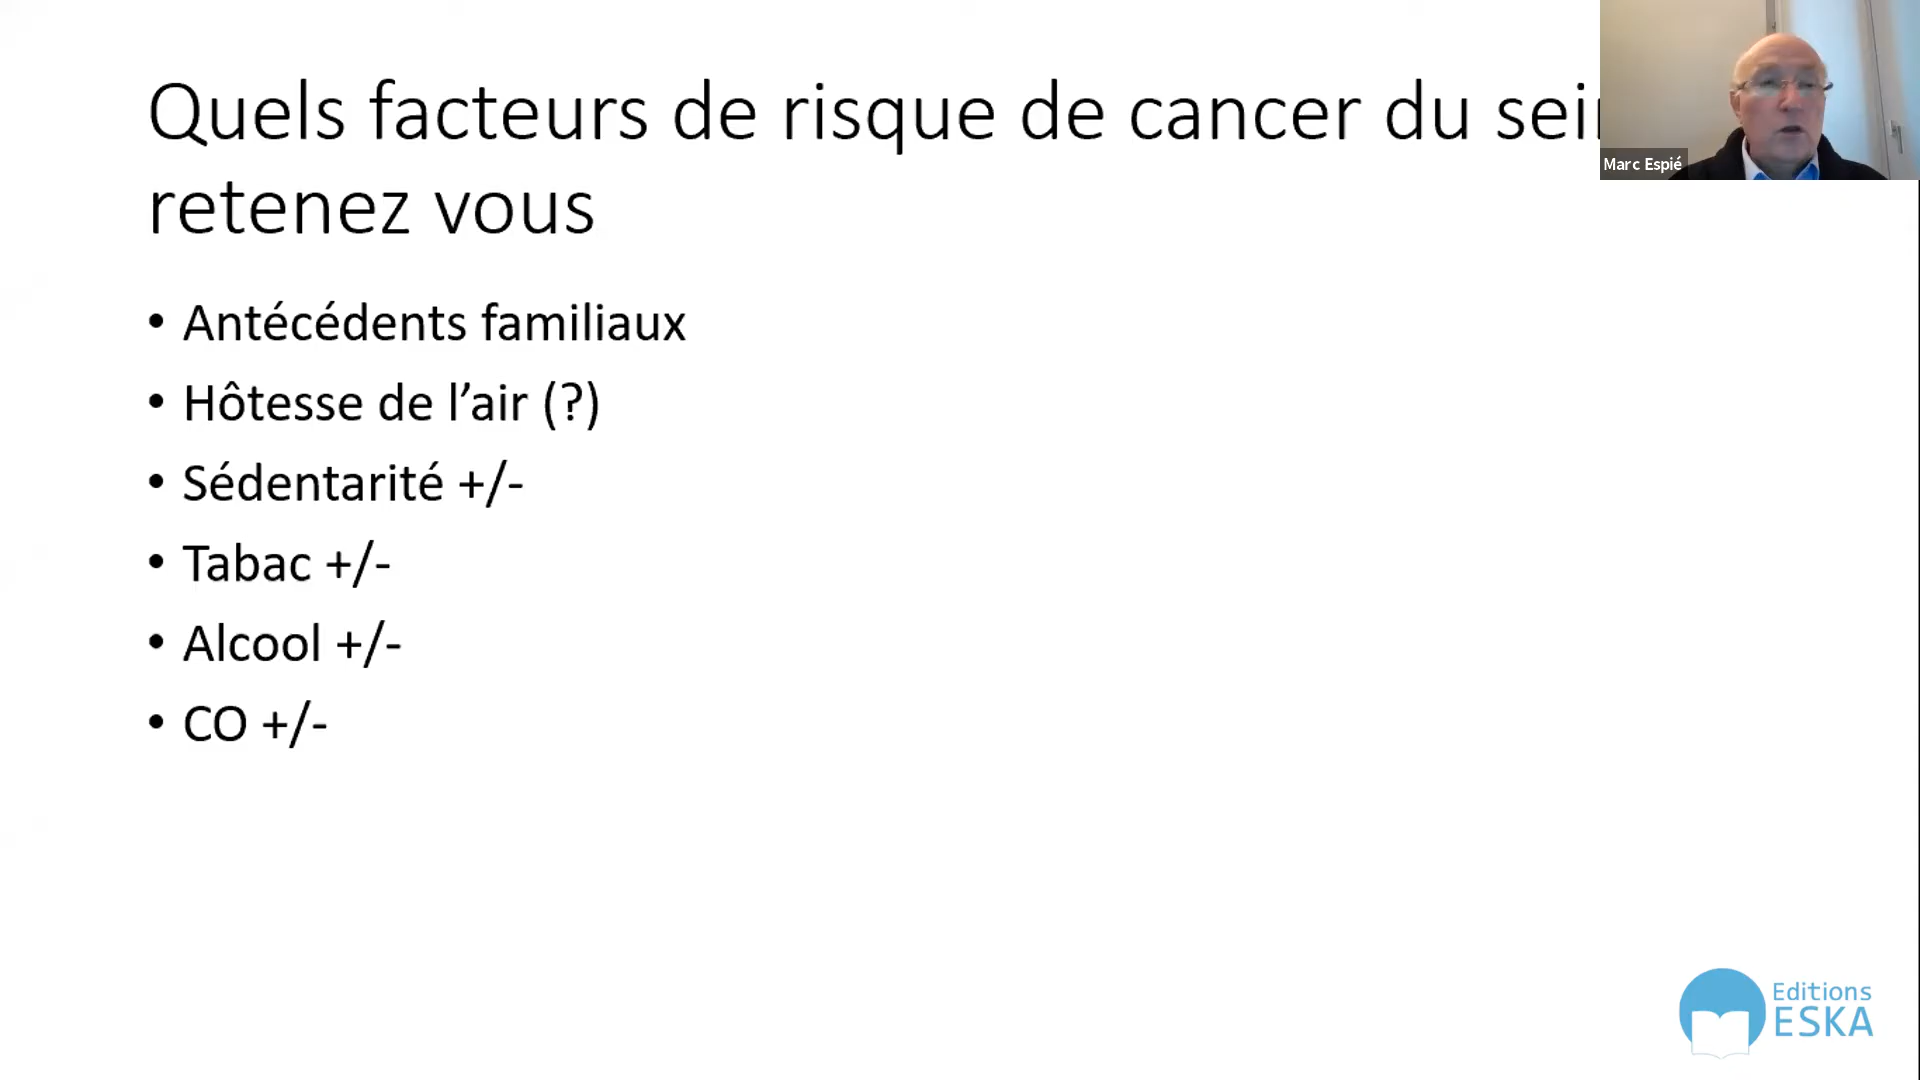 Quels facteurs de risque de cancer du
retenez vous
• Antécédents familiaux
• Hôtesse de l’air (?)
• Sédentarité +/-
• Tabac +/-
• Alcool +/-
• CO +/-
Marc Espié
Editions
ESKA